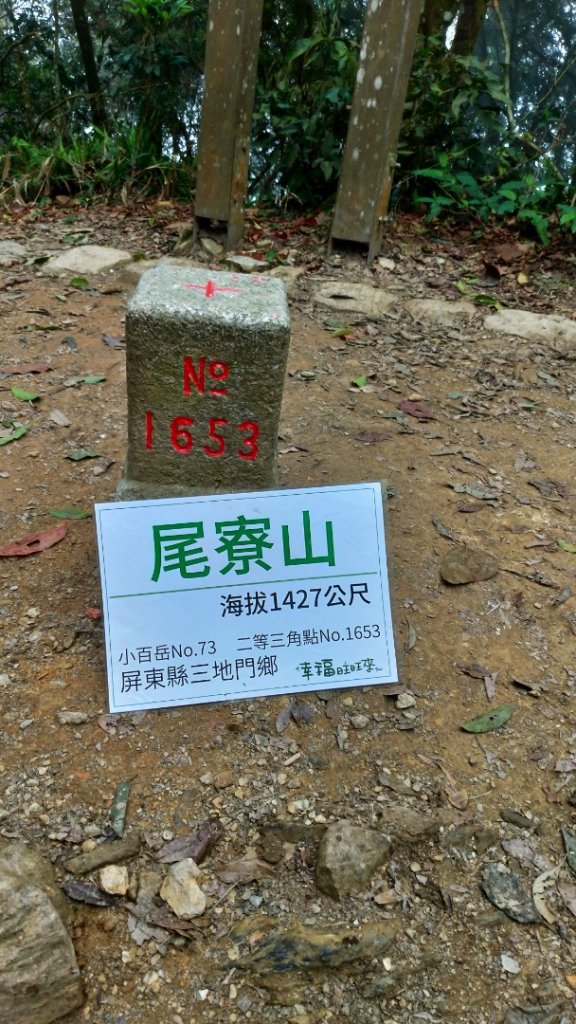 No
1653
尾寮山
海拔1427公尺
小百岳No.73 二等三角點No.1653
屏東縣三地門鄉 幸福旺旺來